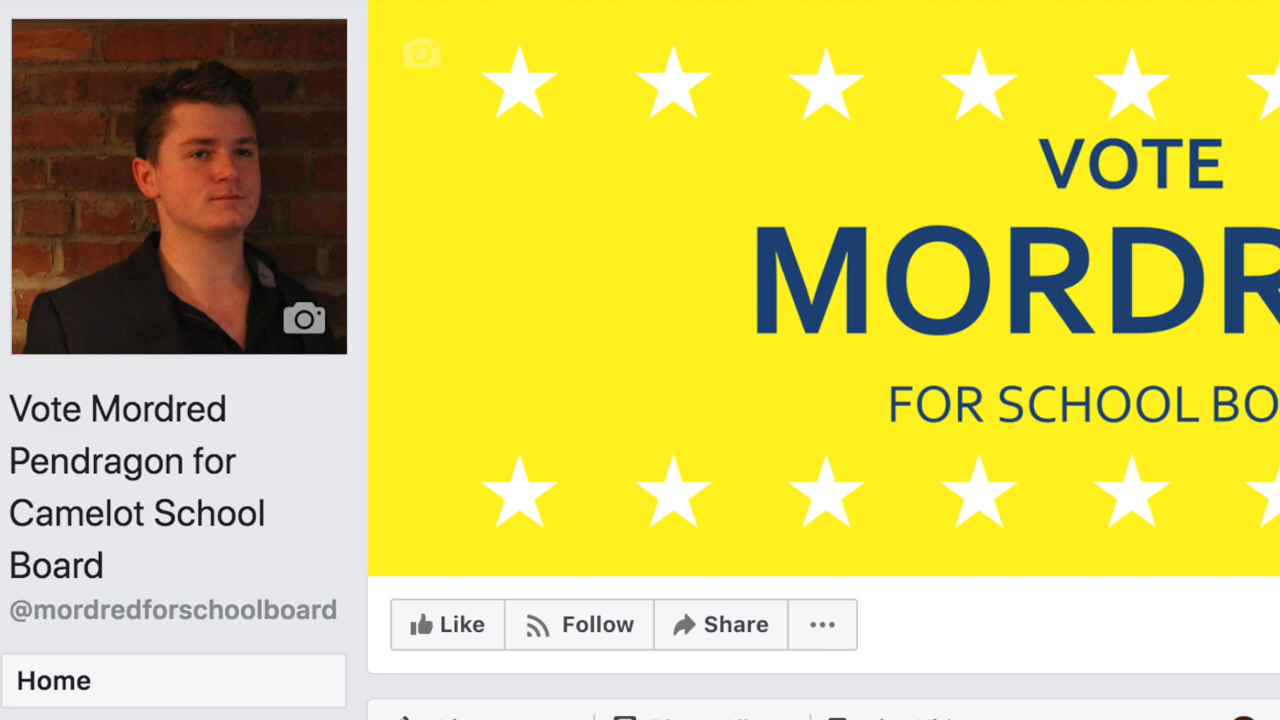 Vote Mordred
Pendragon for
Camelot School
Board
@mordredforschoolboard
Home
VOTE
MORDR
FOR SCHOOL BO
Like Follow Share